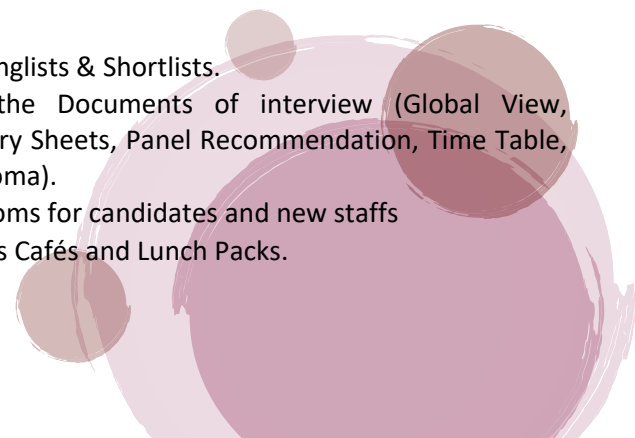 nglists & Shortlists.
the Documents of interview (Global View,
ry Sheets, Panel Recommendation, Time Table,
oma).
oms for candidates and new staffs
s Cafés and Lunch Packs.